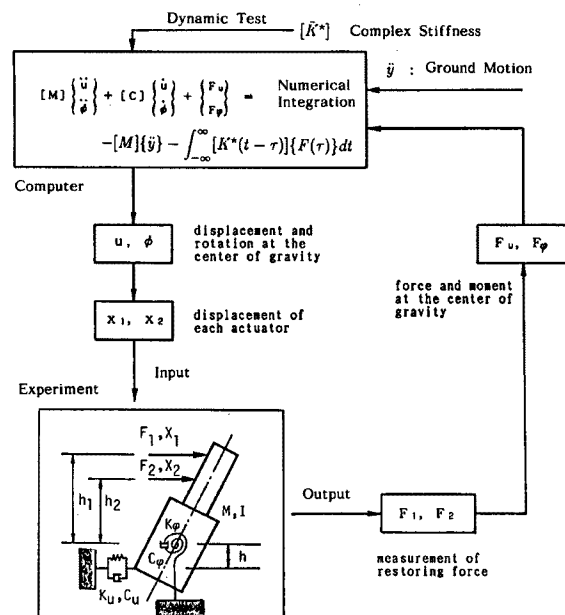 Dynamic Test
[K̄*] Complex Stiffness
[M] {ü φ̈} + [C] {u̇ φ̇} + {Fu Fφ} =
Numerical
Integration
ÿ : Ground Motion
-[M]{ÿ} - ∫_{-∞}^{∞} [K*(t - τ)]{F(τ)}dt
Computer
u, φ
displacement and
rotation at the
center of gravity
Fu, Fφ
x1, x2
displacement of
each actuator
force and moment
at the center of
gravity
Input
Experiment
F1,X1
F2,X2
h1
h2
M,I
Kφ
Cφ
h
Ku,Cu
Output
F1, F2
measurement of
restoring force